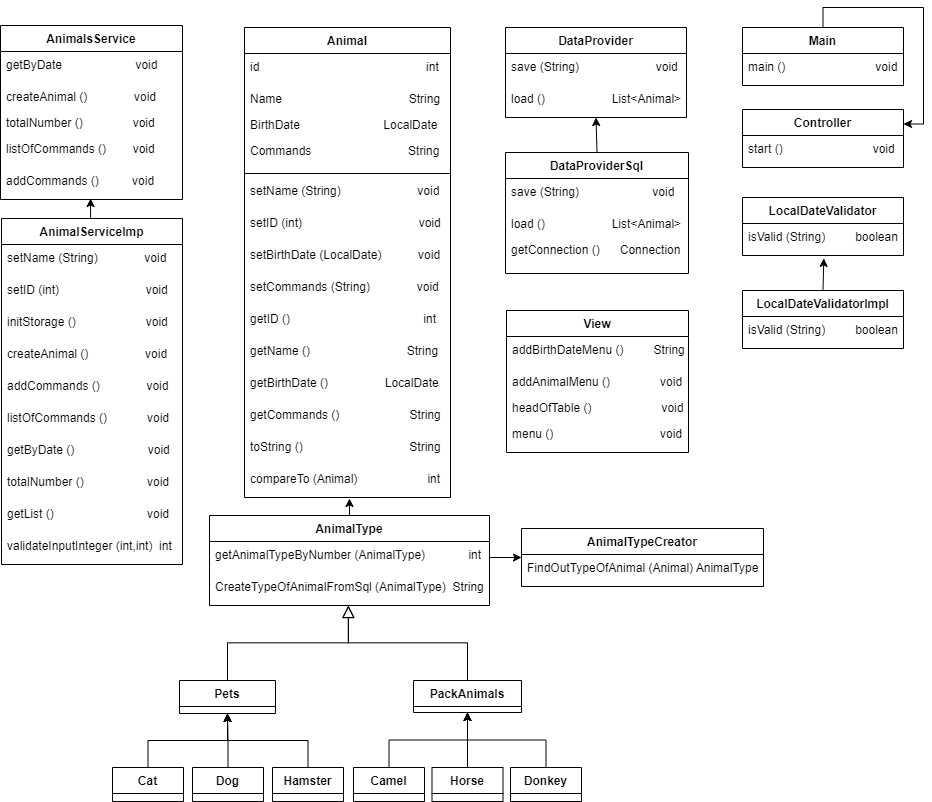 AnimalsService
getByDate void
createAnimal () void
totalNumber () void
listOfCommands () void
addCommands () void
AnimalServiceImp
setName (String) void
setID (int) void
initStorage () void
createAnimal () void
addCommands () void
listOfCommands () void
getByDate () void
totalNumber () void
getList () void
validateInputInteger (int,int) int
Animal
id int
Name String
BirthDate LocalDate
Commands String
setName (String) void
setID (int) void
setBirthDate (LocalDate) void
setCommands (String) void
getID () int
getName () String
getBirthDate () LocalDate
getCommands () String
toString () String
compareTo (Animal) int
DataProvider
save (String) void
load () List<Animal>
DataProviderSql
save (String) void
load () List<Animal>
getConnection () Connection
View
addBirthDateMenu () String
addAnimalMenu () void
headOfTable () void
menu () void
Main
main () void
Controller
start () void
LocalDateValidator
isValid (String) boolean
LocalDateValidatorImpl
isValid (String) boolean
AnimalType
getAnimalTypeByNumber (AnimalType) int
CreateTypeOfAnimalFromSql (AnimalType) String
AnimalTypeCreator
FindOutTypeOfAnimal (Animal) AnimalType
Pets
PackAnimals
Cat
Dog
Hamster
Camel
Horse
Donkey